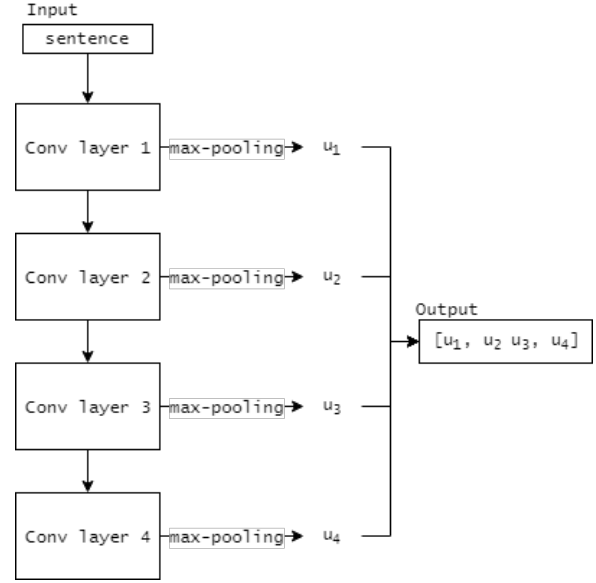 Input
sentence
Conv layer 1 max-pooling u₁
Conv layer 2 max-pooling u₂
Output
[u₁, u₂ u₃, u₄]
Conv layer 3 max-pooling u₃
Conv layer 4 max-pooling u₄